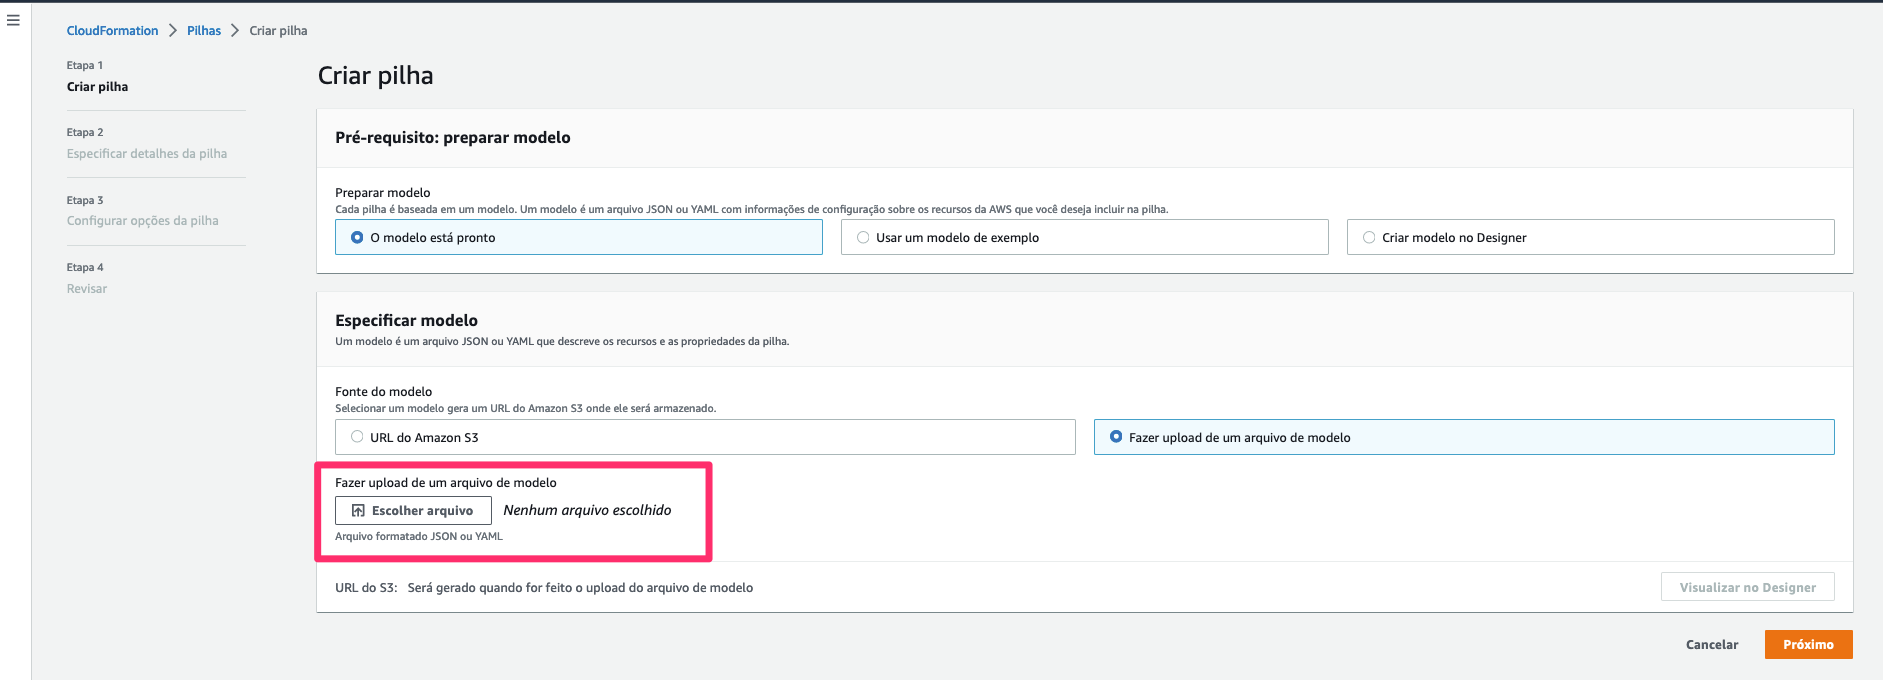 CloudFormation > Pilhas > Criar pilha
Etapa 1
Criar pilha
Etapa 2
Especificar detalhes da pilha
Etapa 3
Configurar opções da pilha
Etapa 4
Revisar
Criar pilha
Pré-requisito: preparar modelo
Preparar modelo
Cada pilha é baseada em um modelo. Um modelo é um arquivo JSON ou YAML com informações de configuração sobre os recursos da AWS que você deseja incluir na pilha.
O modelo está pronto
Usar um modelo de exemplo
Criar modelo no Designer
Especificar modelo
Um modelo é um arquivo JSON ou YAML que descreve os recursos e as propriedades da pilha.
Fonte do modelo
Selecionar um modelo gera um URL do Amazon S3 onde ele será armazenado.
URL do Amazon S3
Fazer upload de um arquivo de modelo
Fazer upload de um arquivo de modelo
Escolher arquivo
Nenhum arquivo escolhido
Arquivo formatado JSON ou YAML
URL do S3: Será gerado quando for feito o upload do arquivo de modelo
Visualizar no Designer
Cancelar
Próximo